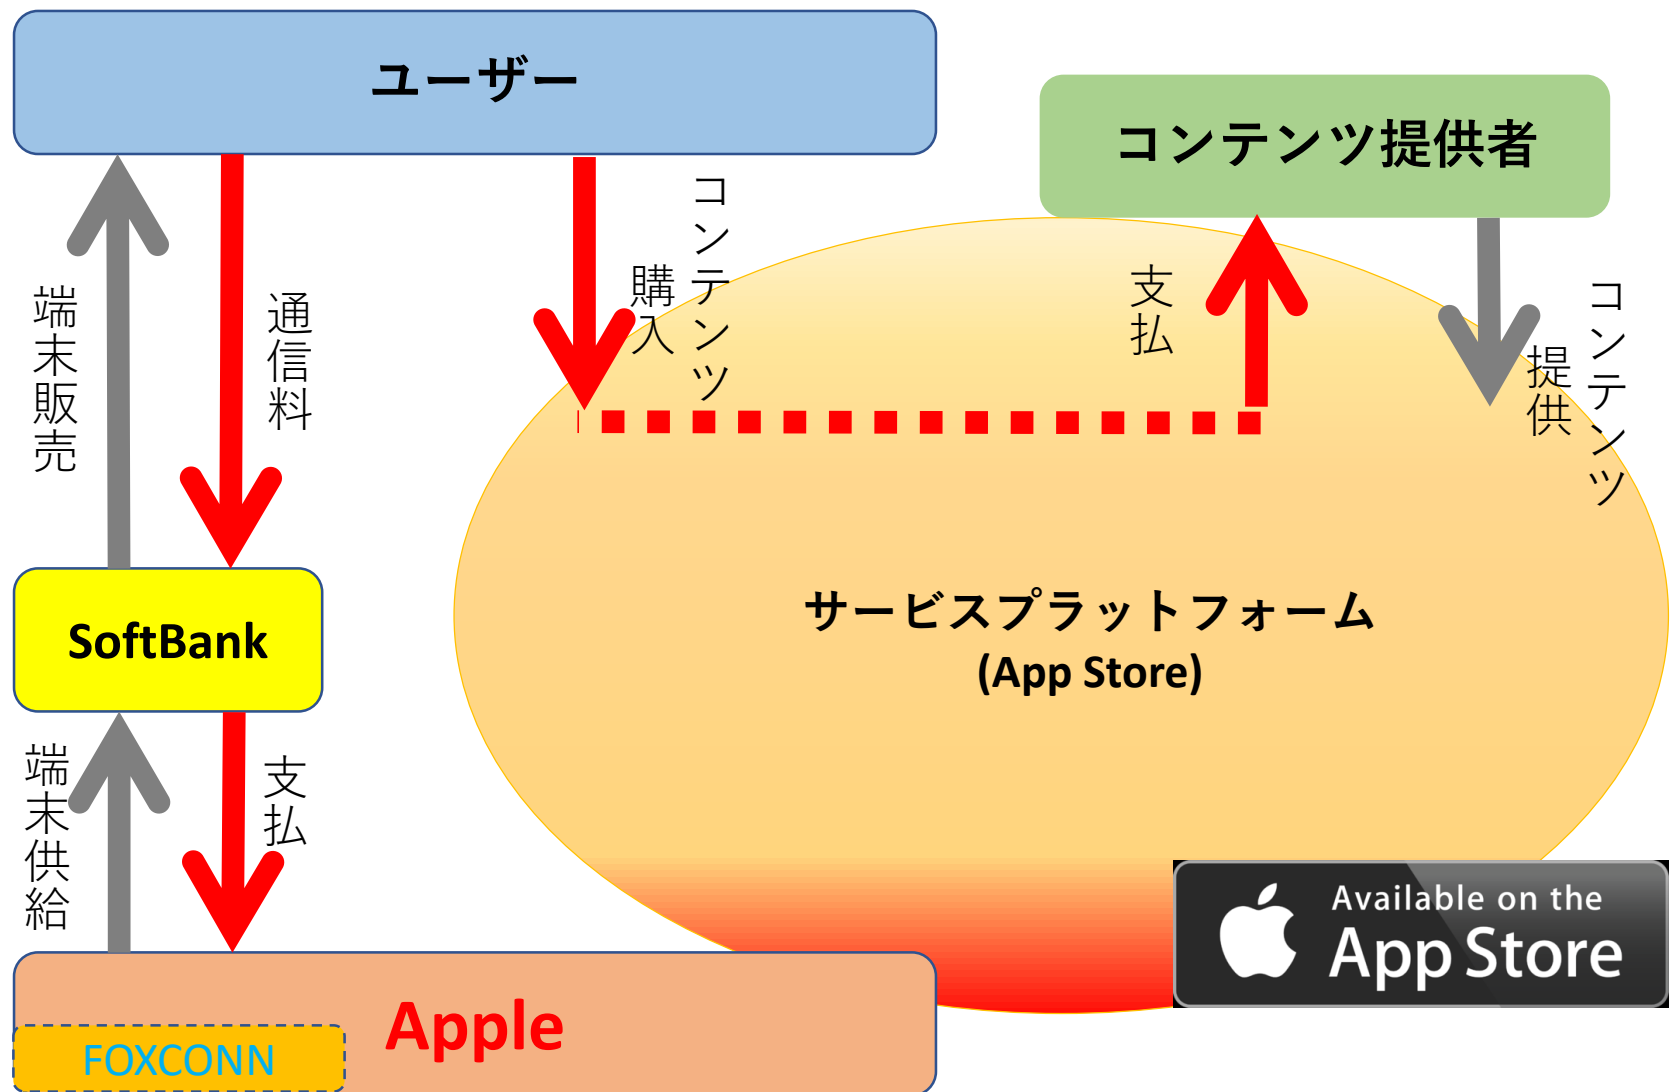 ユーザー
コンテンツ提供者
端末販売
通信料
コンテンツ
購入
支払
コンテンツ
提供
SoftBank
サービスプラットフォーム
(App Store)
端末供給
支払
Available on the
App Store
Apple
FOXCONN